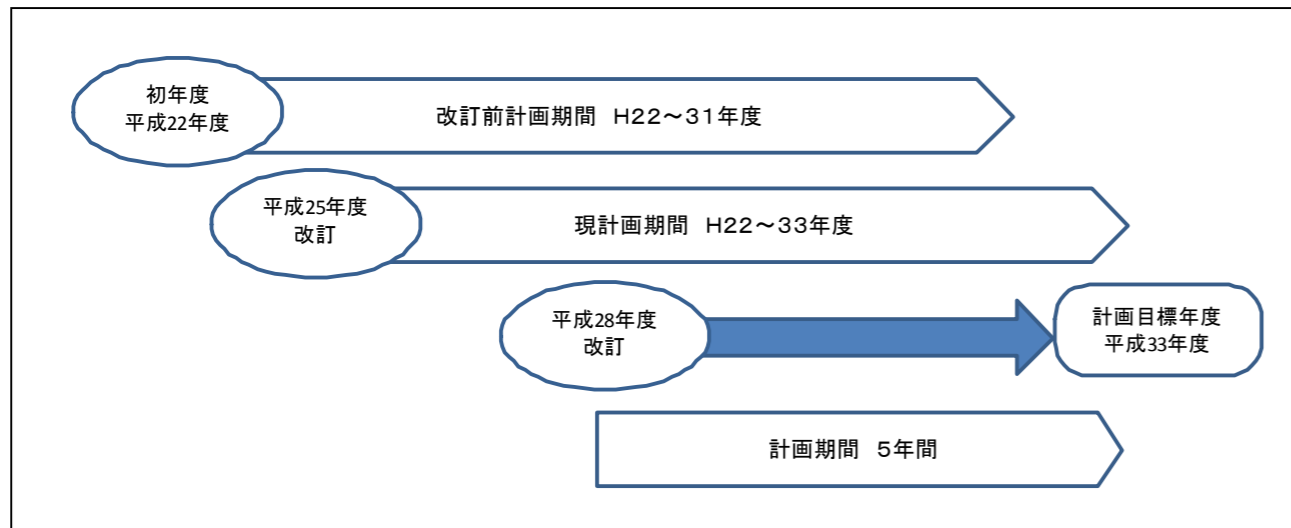 初年度
平成22年度
改訂前計画期間 H22~31年度
平成25年度
改訂
現計画期間 H22~33年度
平成28年度
改訂
計画目標年度
平成33年度
計画期間 5年間